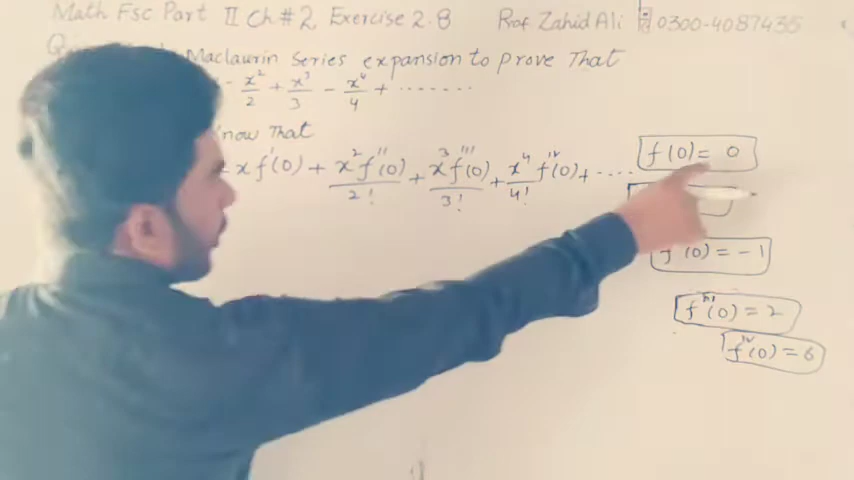 Math Fsc Part II Ch # 2 Exercise 2.8 Prof Zahid Ali 0300-4087435
Maclaurin Series expansion to prove That
- x²/2 + x³/3 - x⁴/4 + .......
know That
= x f'(0) + x² f''(0)/2! + x³ f'''(0)/3! + x⁴/4! f^iv(0) + ....
f(0) = 0
f''(0) = -1
f'''(0) = 2
f^iv(0) = 6